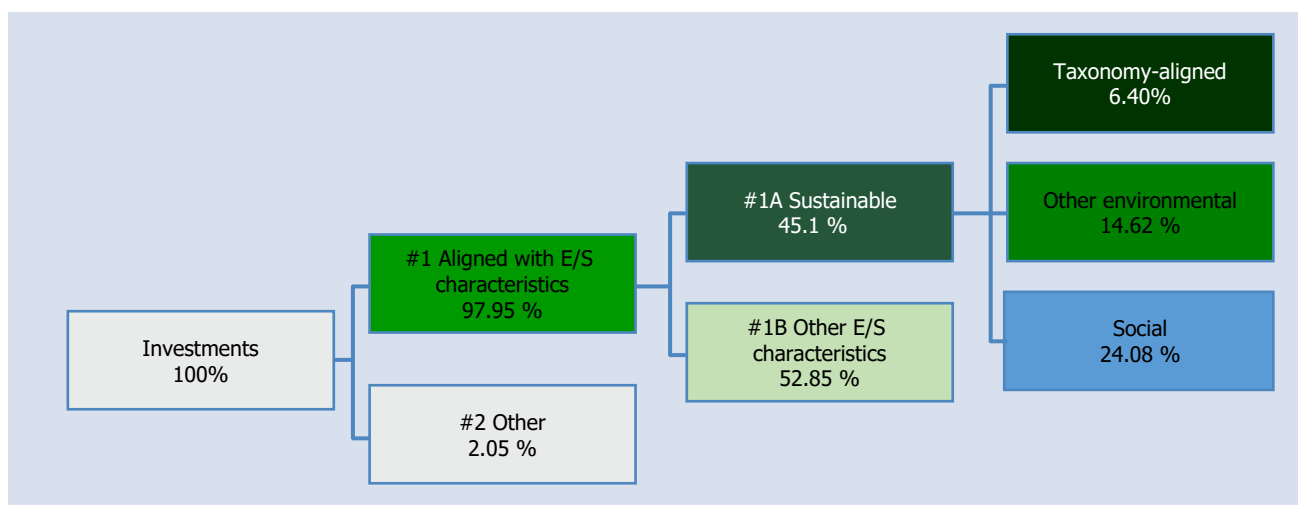 Investments
100%
#1 Aligned with E/S
characteristics
97.95 %
#2 Other
2.05 %
#1A Sustainable
45.1 %
#1B Other E/S
characteristics
52.85 %
Taxonomy-aligned
6.40%
Other environmental
14.62 %
Social
24.08 %